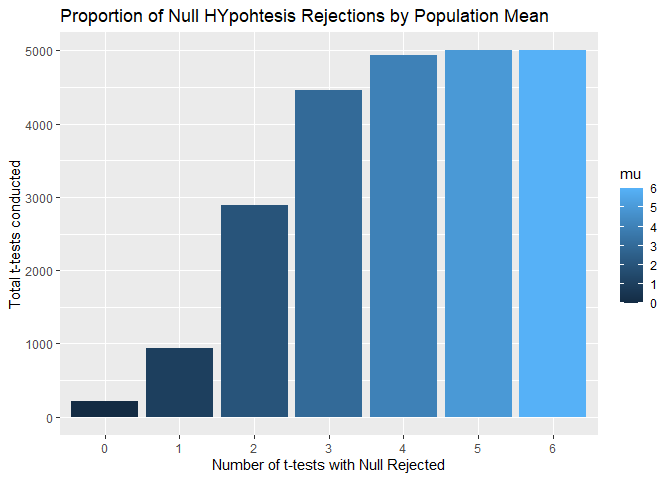 Proportion of Null HYpohtesis Rejections by Population Mean
Total t-tests conducted
5000
4000
3000
2000
1000
0
0 1 2 3 4 5 6
Number of t-tests with Null Rejected
mu
6
5
4
3
2
1
0